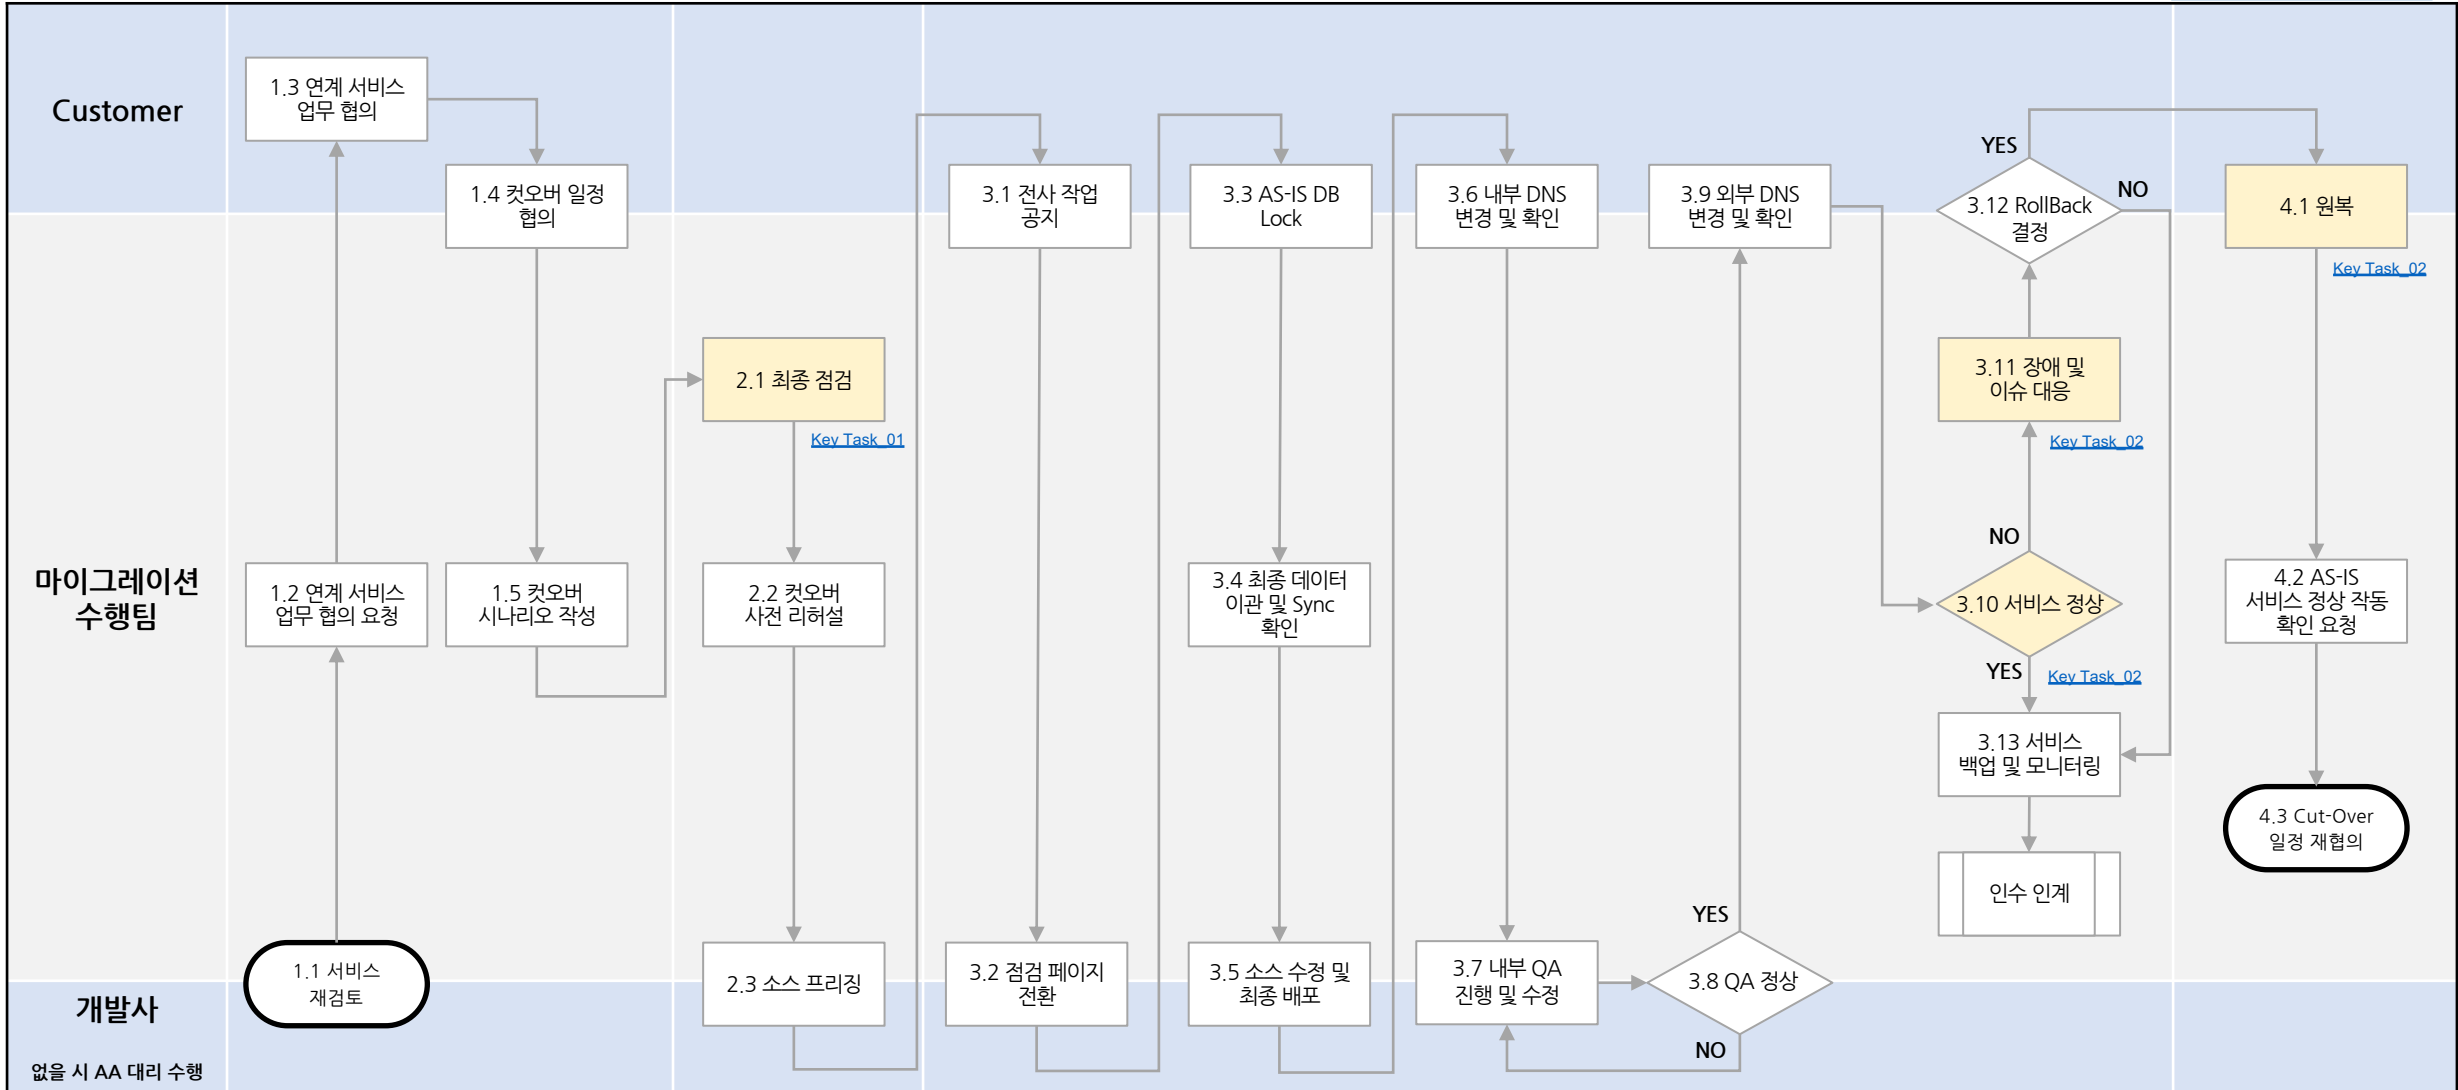 Customer
1.3 연계 서비스
업무 협의
1.4 컷오버 일정
협의
3.1 전사 작업
공지
3.3 AS-IS DB
Lock
3.6 내부 DNS
변경 및 확인
3.9 외부 DNS
변경 및 확인
YES
NO
3.12 RollBack
결정
4.1 원복
Key Task_02
마이그레이션
수행팀
2.1 최종 점검
Key Task_01
3.11 장애 및
이슈 대응
Key Task_02
1.2 연계 서비스
업무 협의 요청
1.5 컷오버
시나리오 작성
2.2 컷오버
사전 리허설
3.4 최종 데이터
이관 및 Sync
확인
NO
3.10 서비스 정상
YES
Key Task_02
4.2 AS-IS
서비스 정상 작동
확인 요청
3.13 서비스
백업 및 모니터링
4.3 Cut-Over
일정 재협의
인수 인계
개발사
없을 시 AA 대리 수행
1.1 서비스
재검토
2.3 소스 프리징
3.2 점검 페이지
전환
3.5 소스 수정 및
최종 배포
3.7 내부 QA
진행 및 수정
YES
3.8 QA 정상
NO